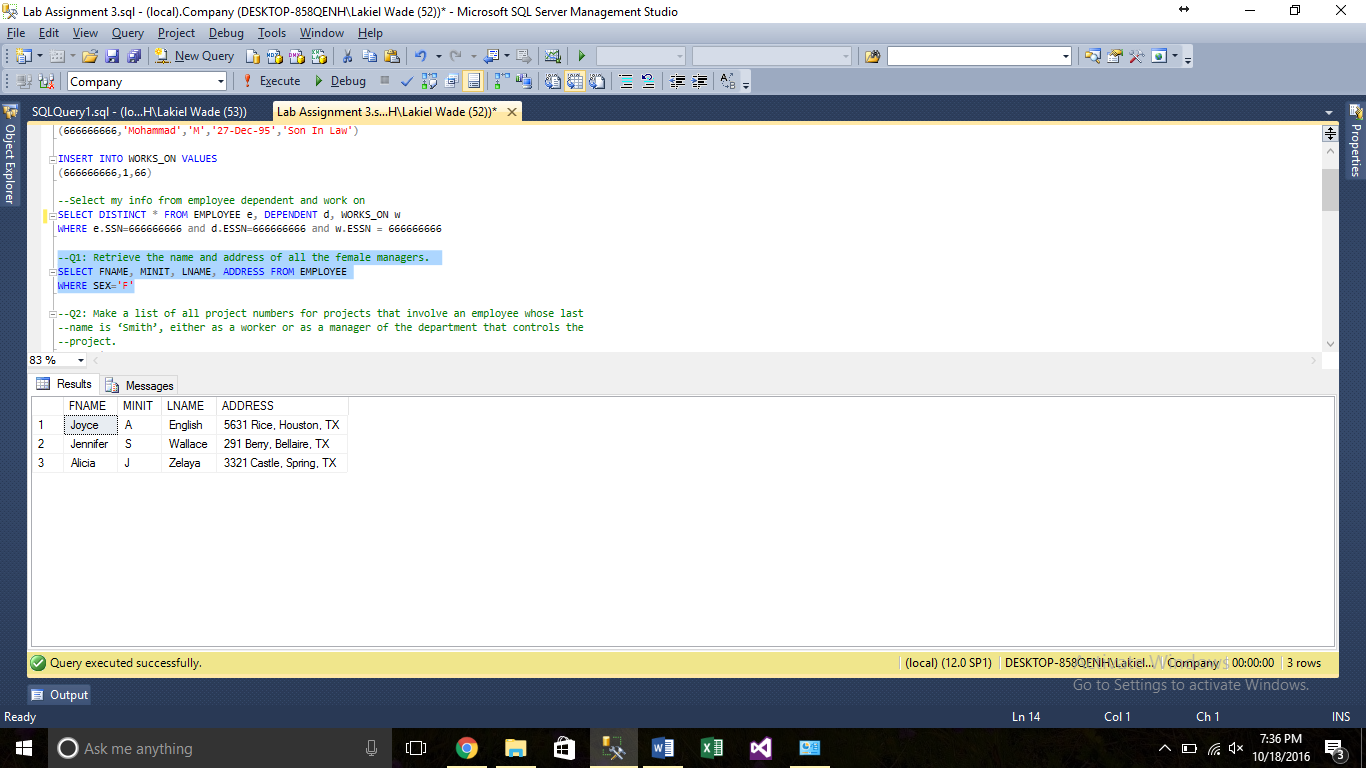 Lab Assignment 3.sql - (local).Company (DESKTOP-858QENH\Lakiel Wade (52))* - Microsoft SQL Server Management Studio
File Edit View Query Project Debug Tools Window Help
New Query
Company Execute Debug
SQLQuery1.sql - (lo...H\Lakiel Wade (53)) Lab Assignment 3.s...H\Lakiel Wade (52))*
Object Explorer
Properties
(666666666,'Mohammad','M','27-Dec-95','Son In Law')
INSERT INTO WORKS_ON VALUES
(666666666,1,66)
--Select my info from employee dependent and work on
SELECT DISTINCT * FROM EMPLOYEE e, DEPENDENT d, WORKS_ON w
WHERE e.SSN=666666666 and d.ESSN=666666666 and w.ESSN = 666666666
--Q1: Retrieve the name and address of all the female managers.
SELECT FNAME, MINIT, LNAME, ADDRESS FROM EMPLOYEE
WHERE SEX='F'
--Q2: Make a list of all project numbers for projects that involve an employee whose last
--name is ‘Smith’, either as a worker or as a manager of the department that controls the
--project.
83 %
Results Messages
FNAME MINIT LNAME ADDRESS
1 Joyce A English 5631 Rice, Houston, TX
2 Jennifer S Wallace 291 Berry, Bellaire, TX
3 Alicia J Zelaya 3321 Castle, Spring, TX
Query executed successfully. (local) (12.0 SP1) DESKTOP-858QENH\Lakiel... Company 00:00:00 3 rows
Activate Windows
Go to Settings to activate Windows.
Output
Ready Ln 14 Col 1 Ch 1 INS
Ask me anything
7:36 PM
10/18/2016
3